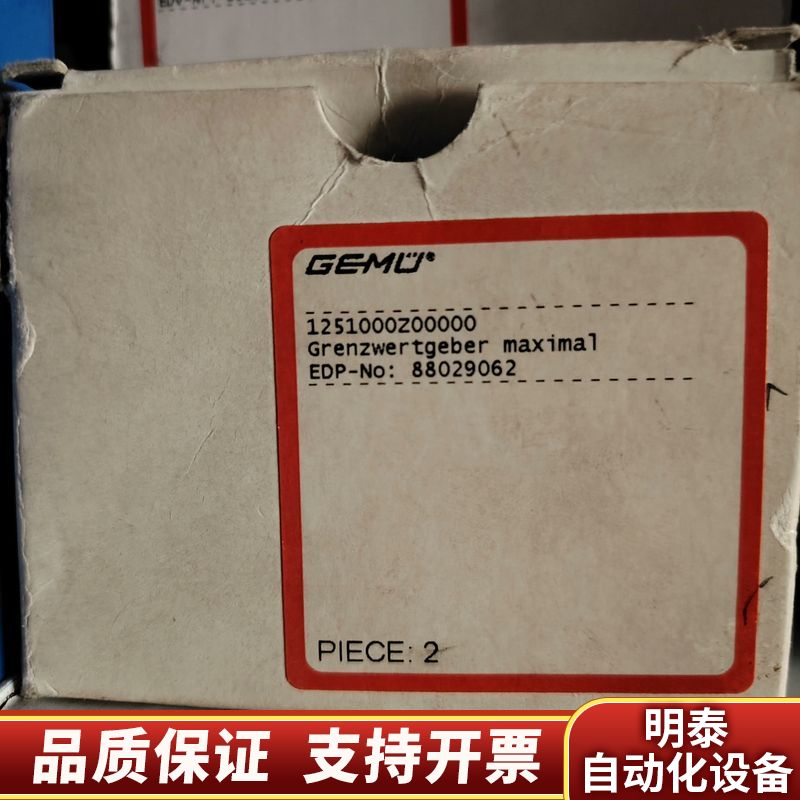 GEMÜ®
1251000Z00000
Grenzwertgeber maximal
EDP-No: 88029062
PIECE: 2
品质保证 支持开票
明泰
自动化设备